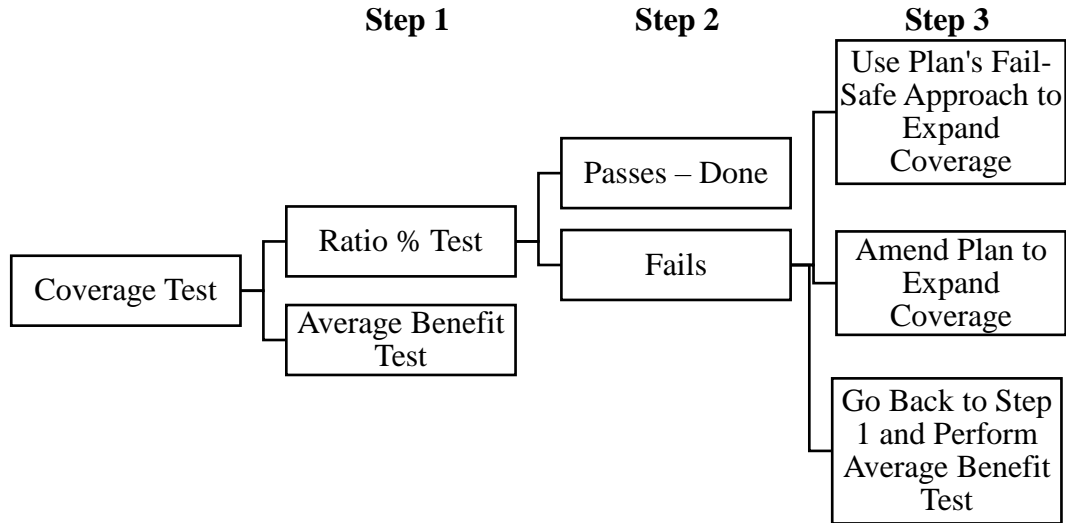 Step 1
Step 2
Step 3
Use Plan's Fail-
Safe Approach to
Expand
Coverage
Passes – Done
Ratio % Test
Fails
Amend Plan to
Expand
Coverage
Coverage Test
Average Benefit
Test
Go Back to Step
1 and Perform
Average Benefit
Test